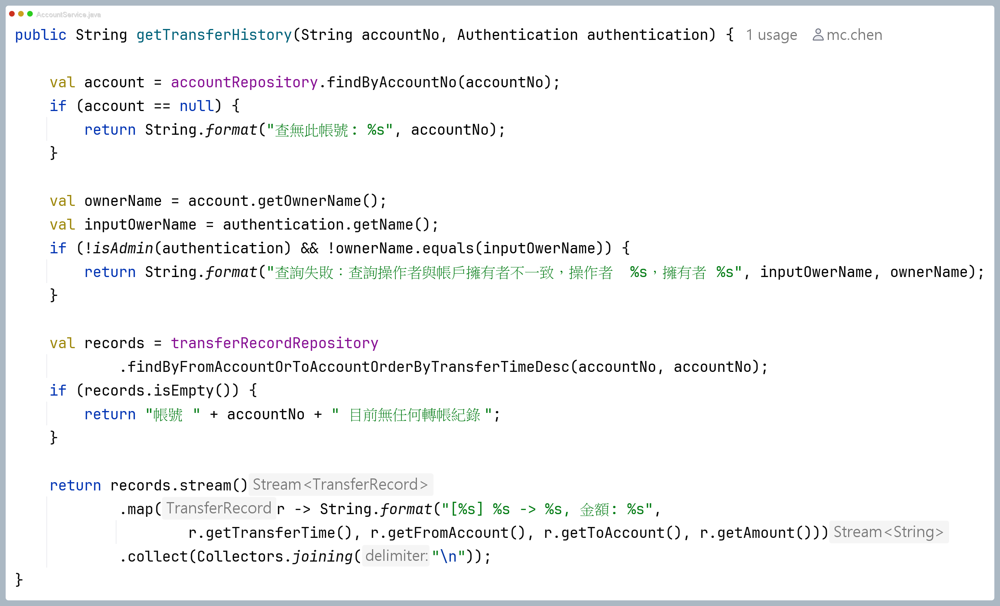 AccountService.java
public String getTransferHistory(String accountNo, Authentication authentication) { 1 usage mc.chen
val account = accountRepository.findByAccountNo(accountNo);
if (account == null) {
return String.format("查無此帳號: %s", accountNo);
}
val ownerName = account.getOwnerName();
val inputOwerName = authentication.getName();
if (!isAdmin(authentication) && !ownerName.equals(inputOwerName)) {
return String.format("查詢失敗：查詢操作者與帳戶擁有者不一致，操作者 %s，擁有者 %s", inputOwerName, ownerName);
}
val records = transferRecordRepository
.findByFromAccountOrToAccountOrderByTransferTimeDesc(accountNo, accountNo);
if (records.isEmpty()) {
return "帳號 " + accountNo + " 目前無任何轉帳紀錄";
}
return records.stream() Stream<TransferRecord>
.map( TransferRecord r -> String.format("[%s] %s -> %s, 金額: %s",
r.getTransferTime(), r.getFromAccount(), r.getToAccount(), r.getAmount())) Stream<String>
.collect(Collectors.joining( delimiter: "\n"));
}